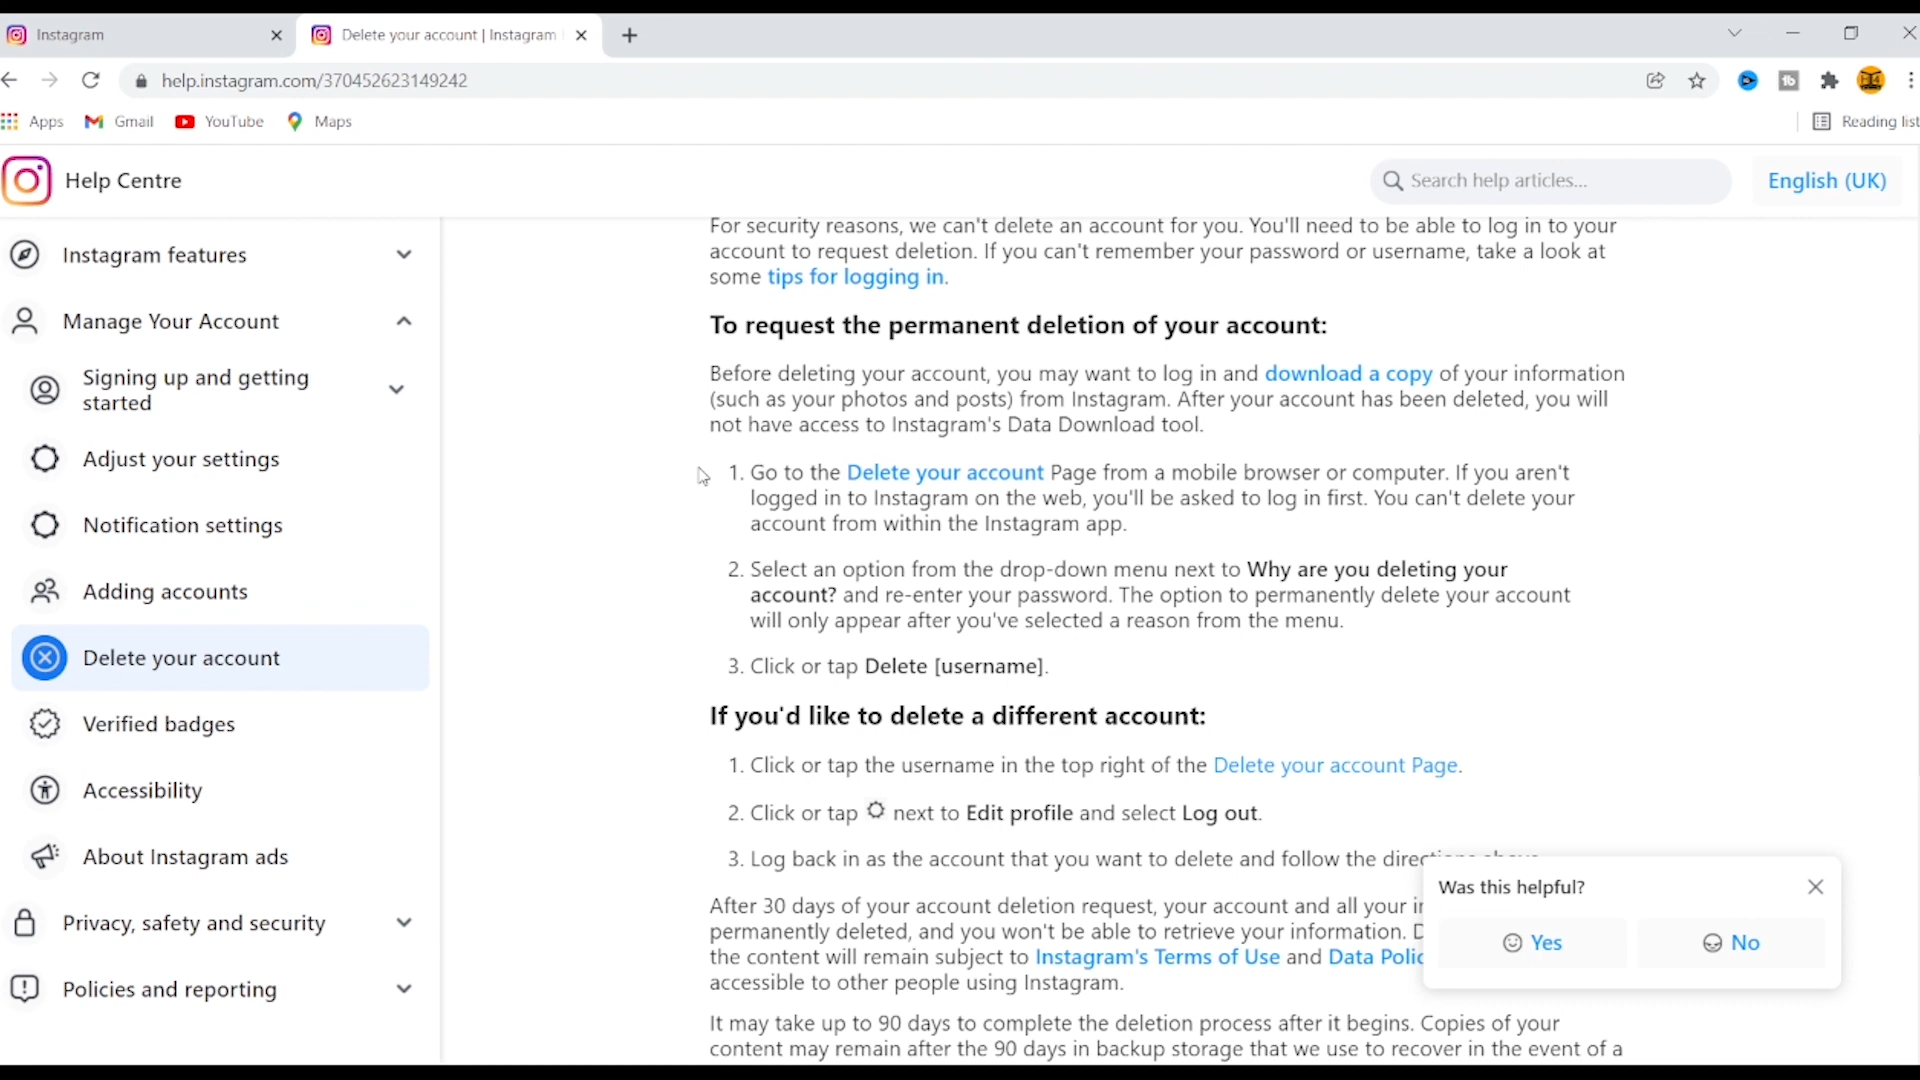 Instagram
Delete your account | Instagram
help.instagram.com/370452623149242
Apps
Gmail
YouTube
Maps
Reading list
Help Centre
Search help articles...
English (UK)
Instagram features
Manage Your Account
Signing up and getting
started
Adjust your settings
Notification settings
Adding accounts
Delete your account
Verified badges
Accessibility
About Instagram ads
Privacy, safety and security
Policies and reporting
For security reasons, we can't delete an account for you. You'll need to be able to log in to your
account to request deletion. If you can't remember your password or username, take a look at
some tips for logging in.
To request the permanent deletion of your account:
Before deleting your account, you may want to log in and download a copy of your information
(such as your photos and posts) from Instagram. After your account has been deleted, you will
not have access to Instagram's Data Download tool.
1. Go to the Delete your account Page from a mobile browser or computer. If you aren't
logged in to Instagram on the web, you'll be asked to log in first. You can't delete your
account from within the Instagram app.
2. Select an option from the drop-down menu next to Why are you deleting your
account? and re-enter your password. The option to permanently delete your account
will only appear after you've selected a reason from the menu.
3. Click or tap Delete [username].
If you'd like to delete a different account:
1. Click or tap the username in the top right of the Delete your account Page.
2. Click or tap next to Edit profile and select Log out.
3. Log back in as the account that you want to delete and follow the directions above.
After 30 days of your account deletion request, your account and all your
permanently deleted, and you won't be able to retrieve your information.
the content will remain subject to Instagram's Terms of Use and Data
accessible to other people using Instagram.
It may take up to 90 days to complete the deletion process after it begins. Copies of your
content may remain after the 90 days in backup storage that we use to recover in the event of a
Was this helpful?
Yes
No